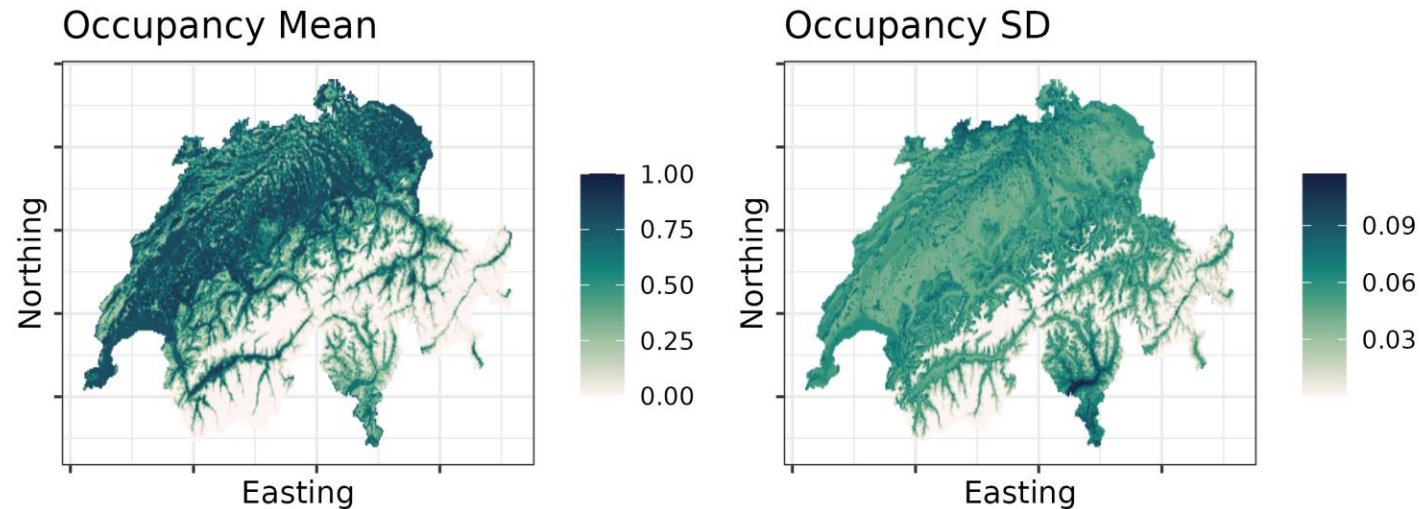 Occupancy Mean
Northing
Easting
1.00
0.75
0.50
0.25
0.00
Occupancy SD
Northing
Easting
0.09
0.06
0.03